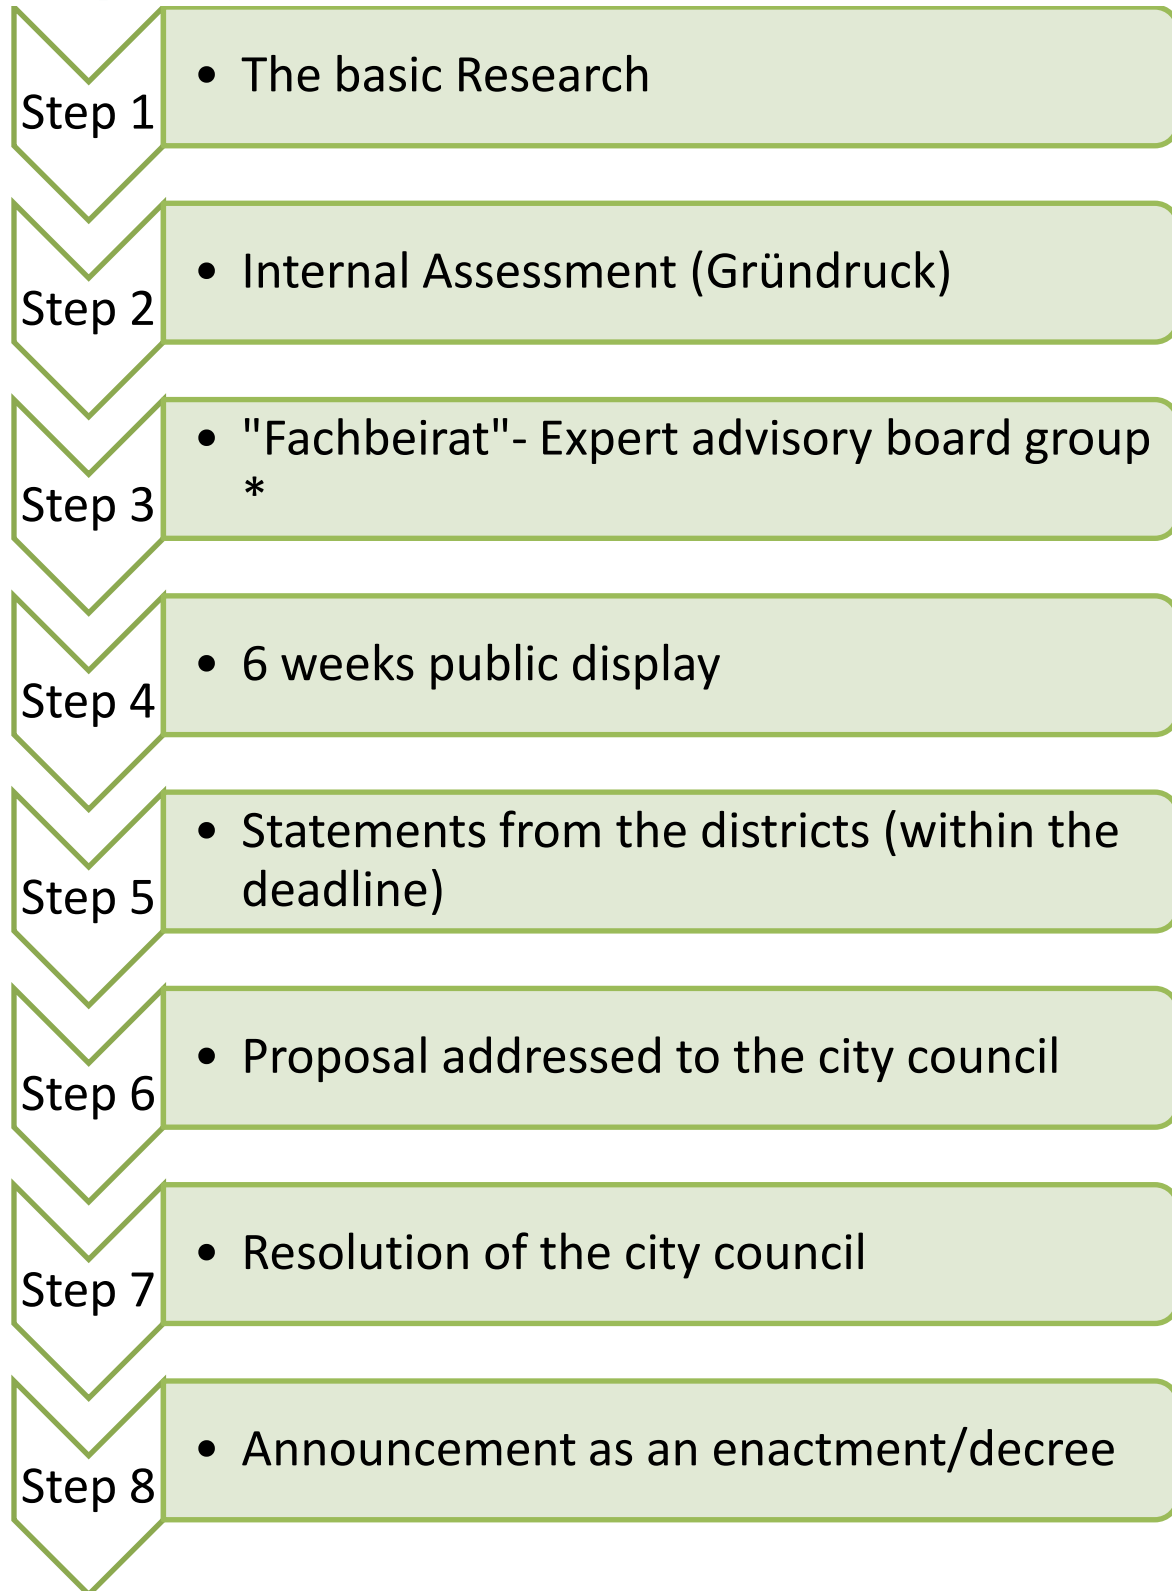 Step 1
• The basic Research
Step 2
• Internal Assessment (Gründruck)
Step 3
• "Fachbeirat"- Expert advisory board group
*
Step 4
• 6 weeks public display
Step 5
• Statements from the districts (within the
deadline)
Step 6
• Proposal addressed to the city council
Step 7
• Resolution of the city council
Step 8
• Announcement as an enactment/decree